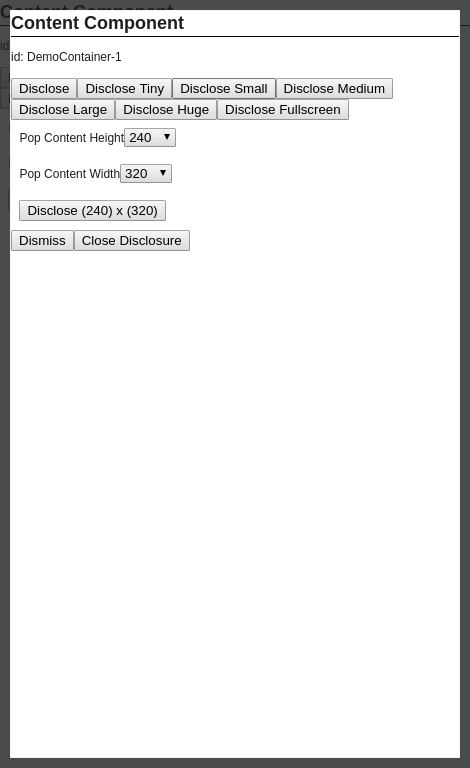 Content Component
id: DemoContainer-1
Disclose Disclose Tiny Disclose Small Disclose Medium
Disclose Large Disclose Huge Disclose Fullscreen
Pop Content Height 240
Pop Content Width 320
Disclose (240) x (320)
Dismiss Close Disclosure